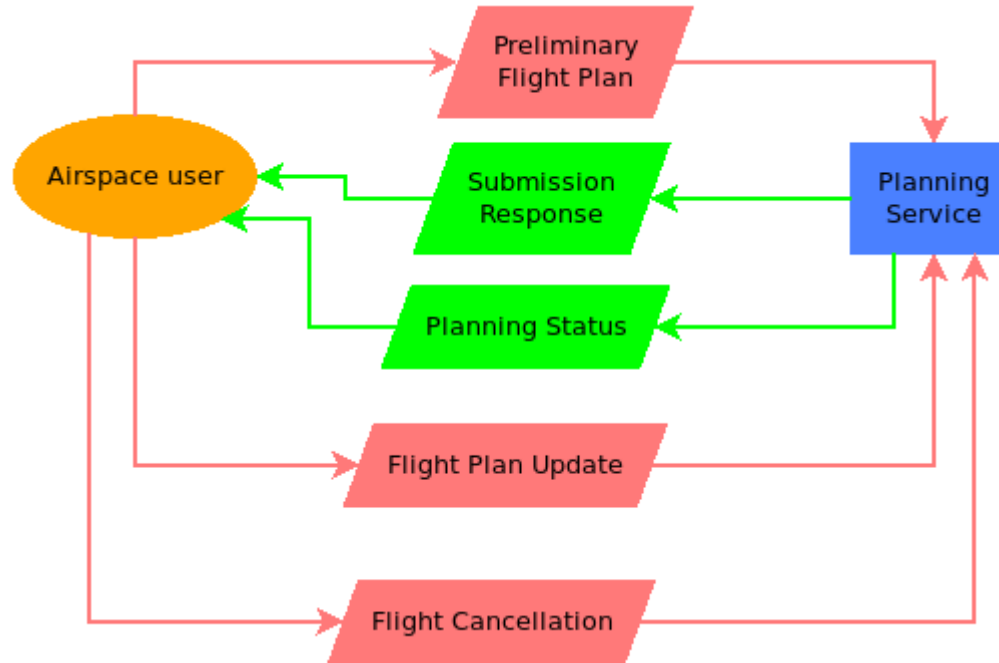 Preliminary
Flight Plan
Airspace user
Submission
Response
Planning
Service
Planning Status
Flight Plan Update
Flight Cancellation